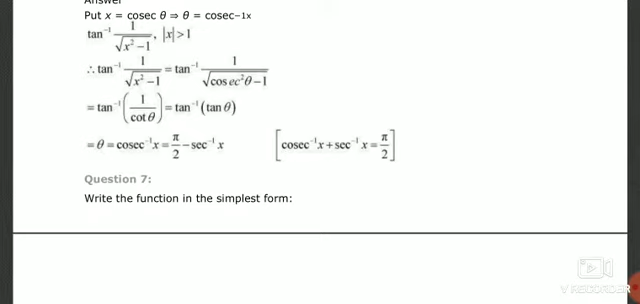 Answer
Put x = cosec θ ⇒ θ = cosec−1x
tan⁻¹ 1/√(x²−1), |x|>1
∴ tan⁻¹ 1/√(x²−1) = tan⁻¹ 1/√(cosec²θ−1)
= tan⁻¹(1/cot θ) = tan⁻¹(tan θ)
= θ = cosec⁻¹x = π/2 − sec⁻¹ x [cosec⁻¹x + sec⁻¹ x = π/2]
Question 7:
Write the function in the simplest form:
V RECORDER